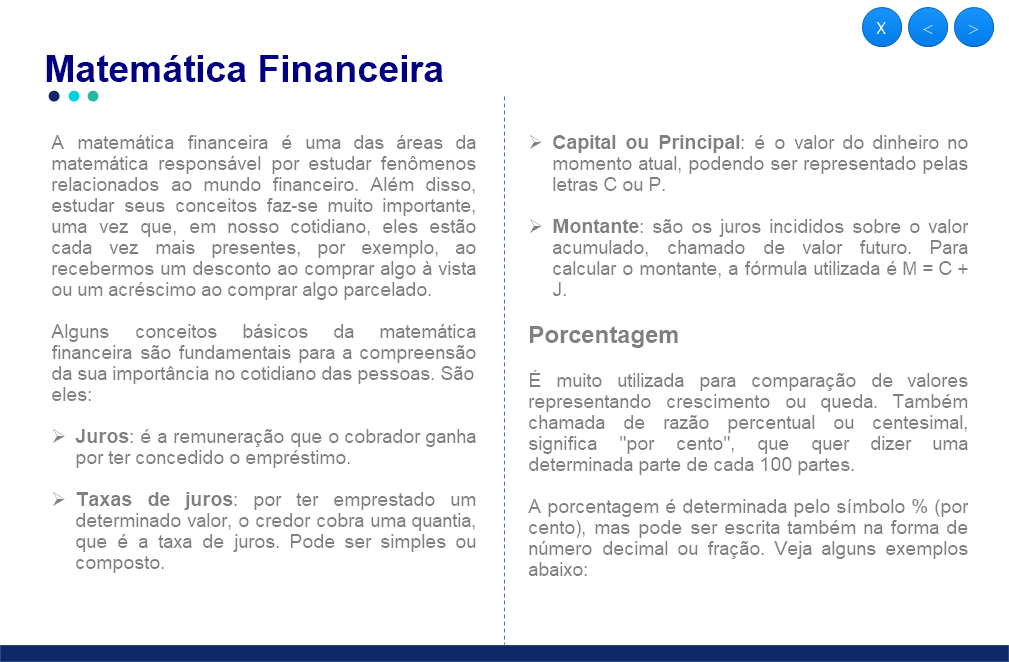 X < >
Matemática Financeira
A matemática financeira é uma das áreas da
matemática responsável por estudar fenômenos
relacionados ao mundo financeiro. Além disso,
estudar seus conceitos faz-se muito importante,
uma vez que, em nosso cotidiano, eles estão
cada vez mais presentes, por exemplo, ao
recebermos um desconto ao comprar algo à vista
ou um acréscimo ao comprar algo parcelado.
Alguns conceitos básicos da matemática
financeira são fundamentais para a compreensão
da sua importância no cotidiano das pessoas. São
eles:
➢ Juros: é a remuneração que o cobrador ganha
por ter concedido o empréstimo.
➢ Taxas de juros: por ter emprestado um
determinado valor, o credor cobra uma quantia,
que é a taxa de juros. Pode ser simples ou
composto.
➢ Capital ou Principal: é o valor do dinheiro no
momento atual, podendo ser representado pelas
letras C ou P.
➢ Montante: são os juros incididos sobre o valor
acumulado, chamado de valor futuro. Para
calcular o montante, a fórmula utilizada é M = C +
J.
Porcentagem
É muito utilizada para comparação de valores
representando crescimento ou queda. Também
chamada de razão percentual ou centesimal,
significa "por cento", que quer dizer uma
determinada parte de cada 100 partes.
A porcentagem é determinada pelo símbolo % (por
cento), mas pode ser escrita também na forma de
número decimal ou fração. Veja alguns exemplos
abaixo: